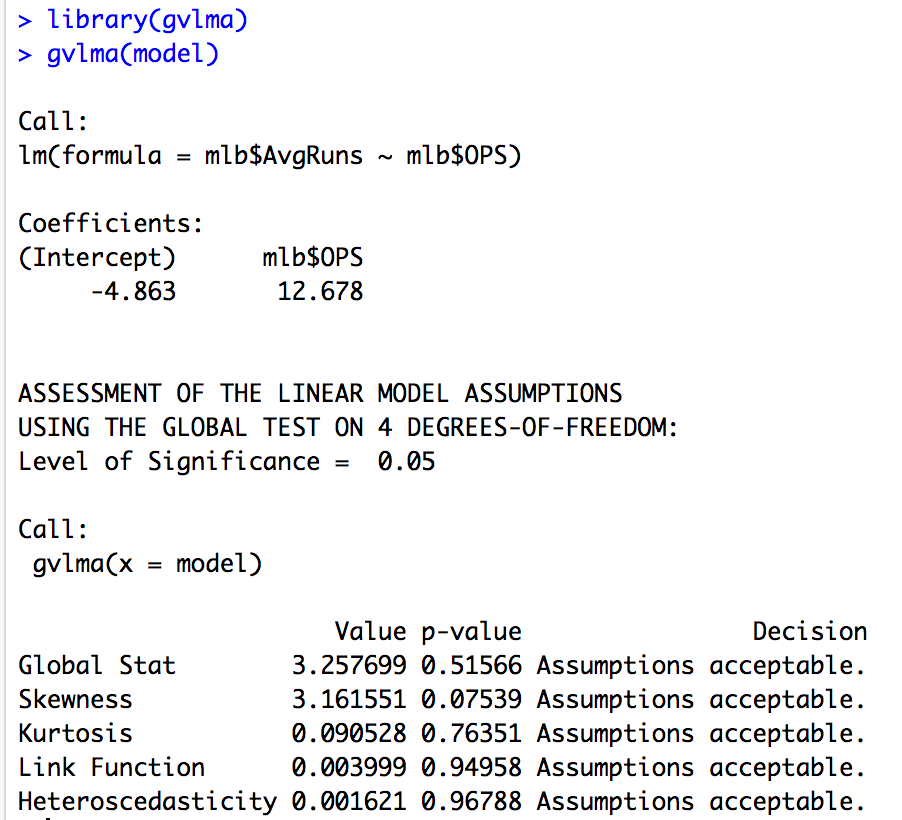 > library(gvlma)
> gvlma(model)
Call:
lm(formula = mlb$AvgRuns ~ mlb$OPS)
Coefficients:
(Intercept)      mlb$OPS
     -4.863       12.678
ASSESSMENT OF THE LINEAR MODEL ASSUMPTIONS
USING THE GLOBAL TEST ON 4 DEGREES-OF-FREEDOM:
Level of Significance =  0.05
Call:
 gvlma(x = model)
                      Value p-value                Decision
Global Stat        3.257699 0.51566 Assumptions acceptable.
Skewness           3.161551 0.07539 Assumptions acceptable.
Kurtosis           0.090528 0.76351 Assumptions acceptable.
Link Function      0.003999 0.94958 Assumptions acceptable.
Heteroscedasticity 0.001621 0.96788 Assumptions acceptable.